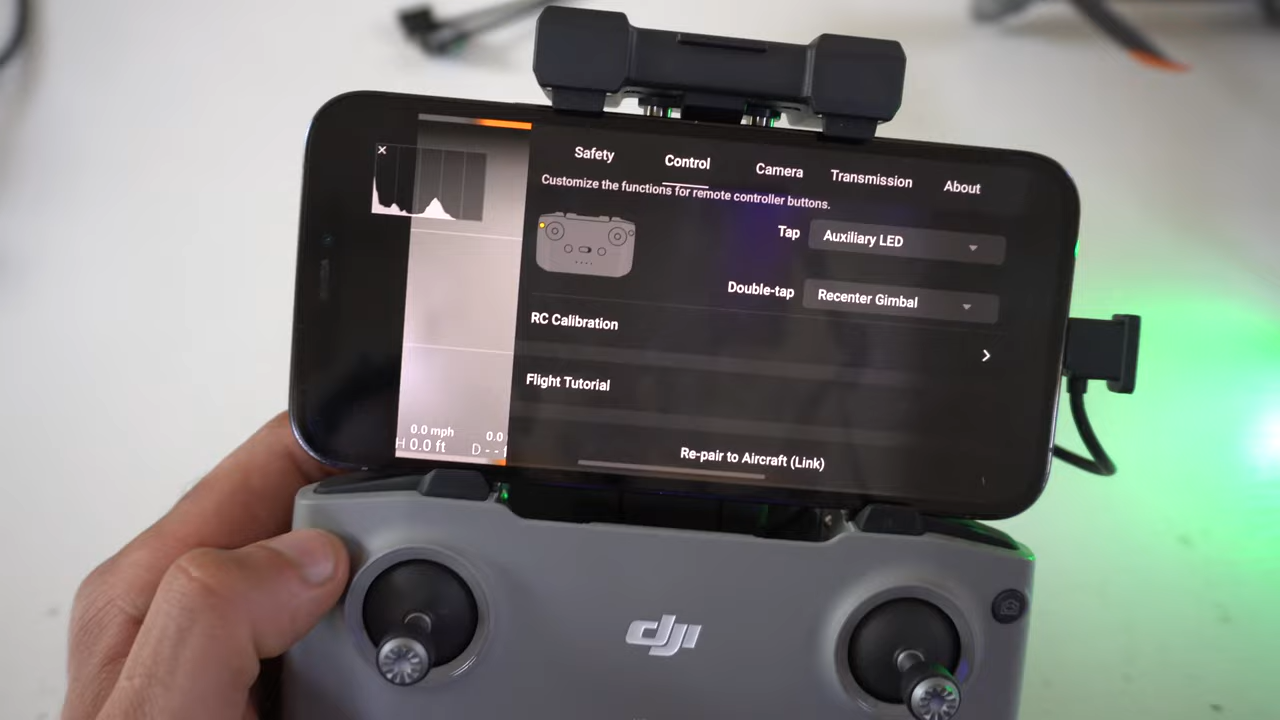 Safety
Control
Camera
Transmission
About
Customize the functions for remote controller buttons.
Tap
Auxiliary LED
Double-tap
Recenter Gimbal
RC Calibration
Flight Tutorial
Re-pair to Aircraft (Link)
0.0 mph
0.0
H 0.0 ft
D - -
dji